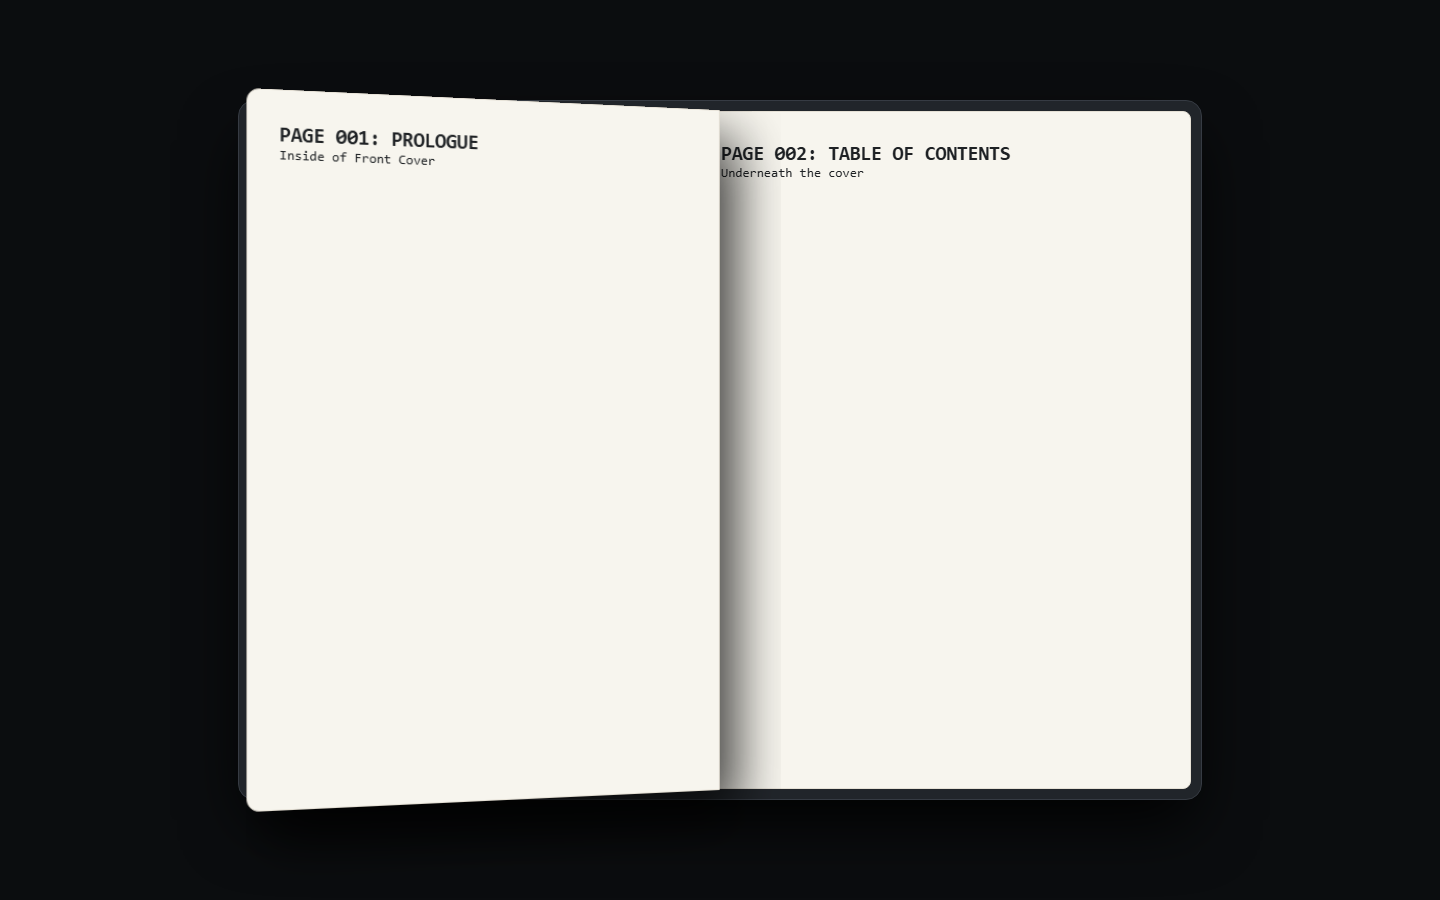 PAGE 001: PROLOGUE
Inside of Front Cover
PAGE 002: TABLE OF CONTENTS
Underneath the cover